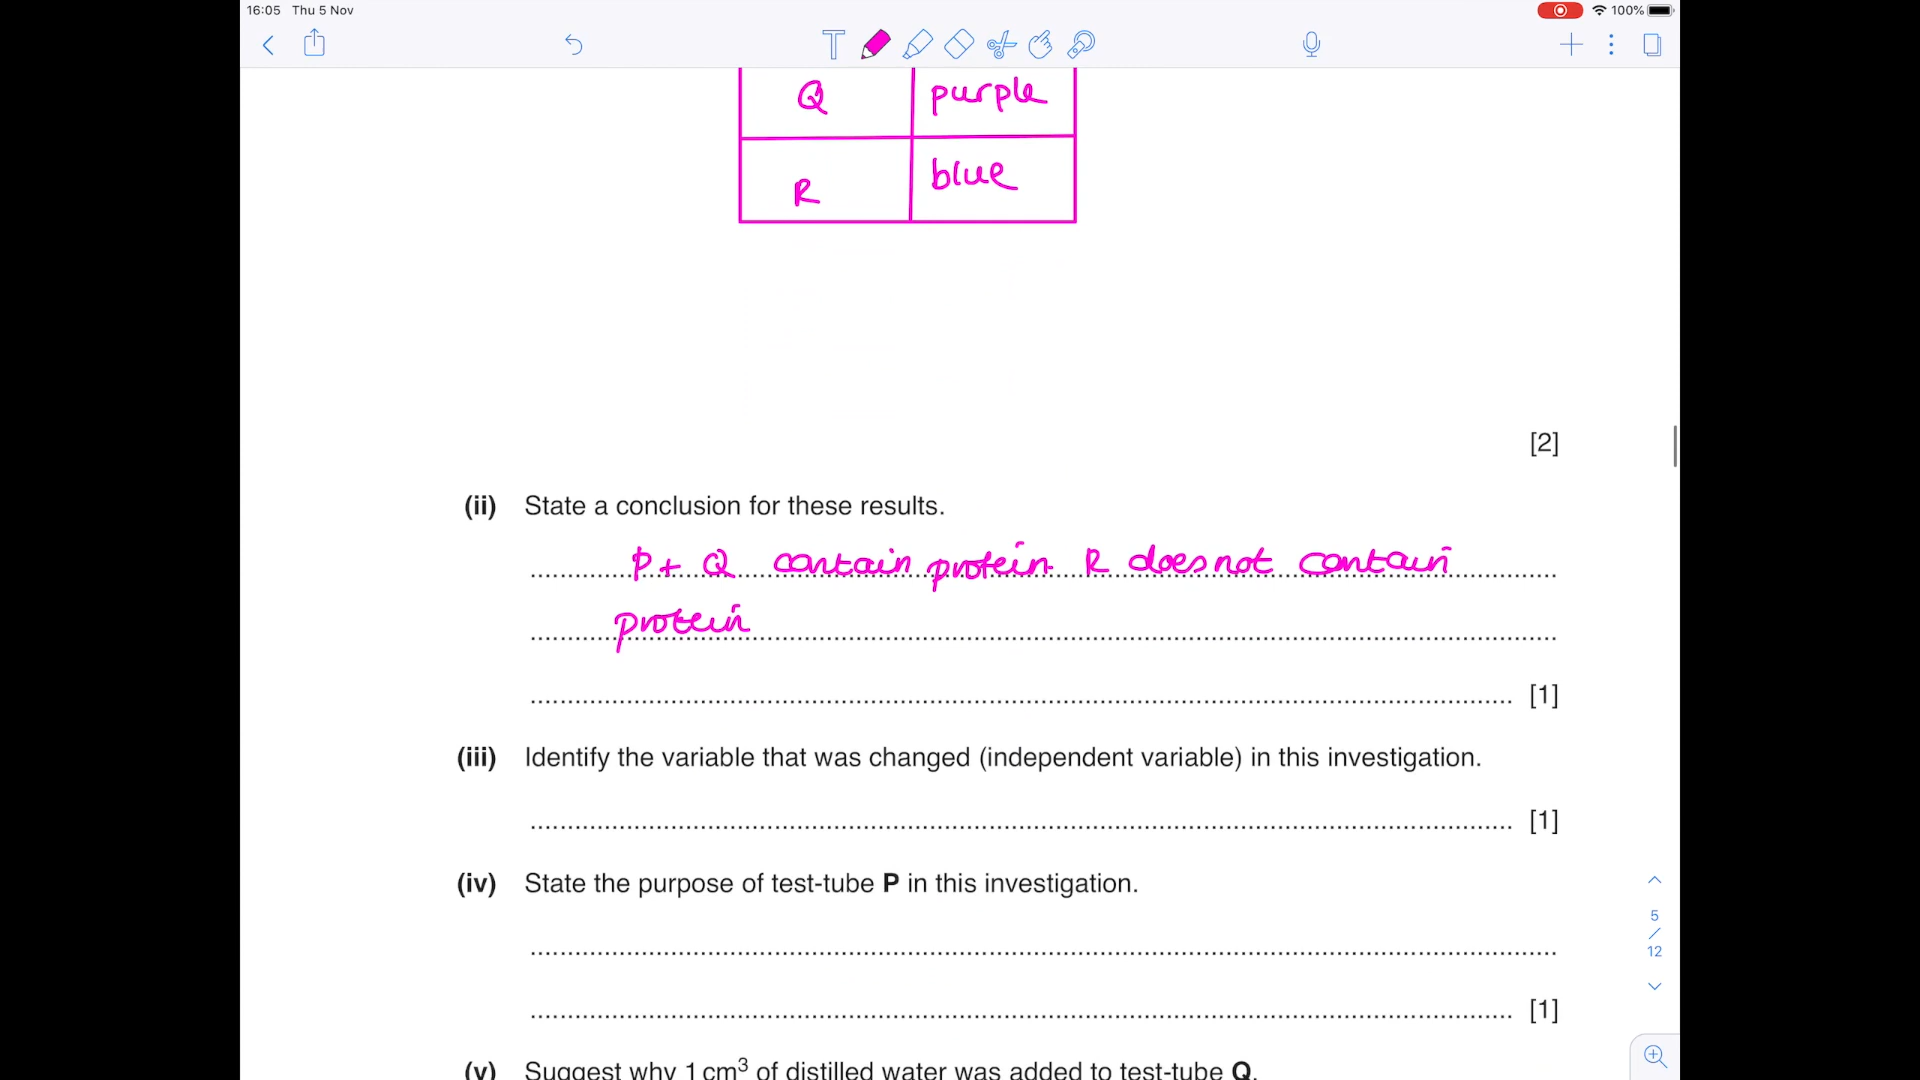 16:05 Thu 5 Nov
100%
T
Q purple
R blue
[2]
(ii) State a conclusion for these results.
P + Q contain protein. R does not contain
protein
[1]
(iii) Identify the variable that was changed (independent variable) in this investigation.
[1]
(iv) State the purpose of test-tube P in this investigation.
[1]
5
/
12
(v) Suggest why 1 cm³ of distilled water was added to test-tube Q.